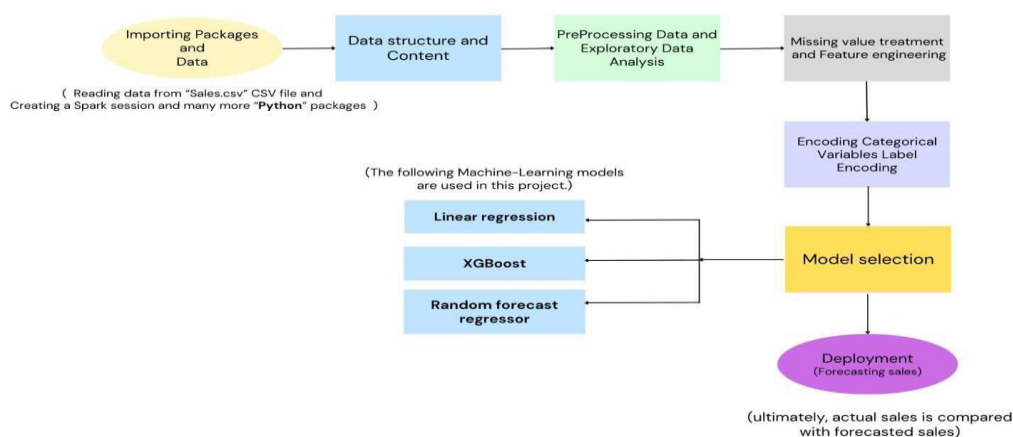 Importing Packages
and
Data
( Reading data from "Sales.csv" CSV file and
Creating a Spark session and many more "Python" packages )
Data structure and
Content
PreProcessing Data and
Exploratory Data
Analysis
Missing value treatment
and Feature engineering
Encoding Categorical
Variables Label
Encoding
Model selection
(The following Machine-Learning models
are used in this project.)
Linear regression
XGBoost
Random forecast
regressor
Deployment
(Forecasting sales)
(ultimately, actual sales is compared
with forecasted sales)